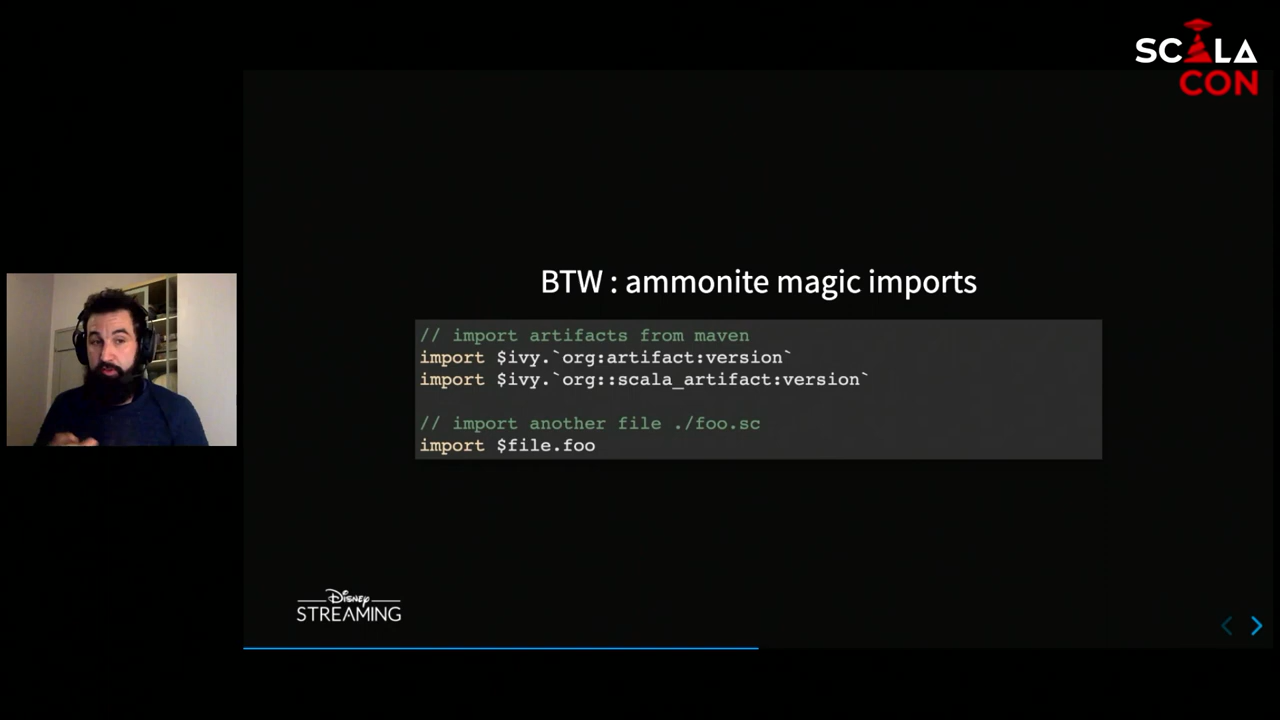 SCALA
CON
BTW : ammonite magic imports
// import artifacts from maven
import $ivy.`org:artifact:version`
import $ivy.`org::scala_artifact:version`
// import another file ./foo.sc
import $file.foo
Disney
STREAMING